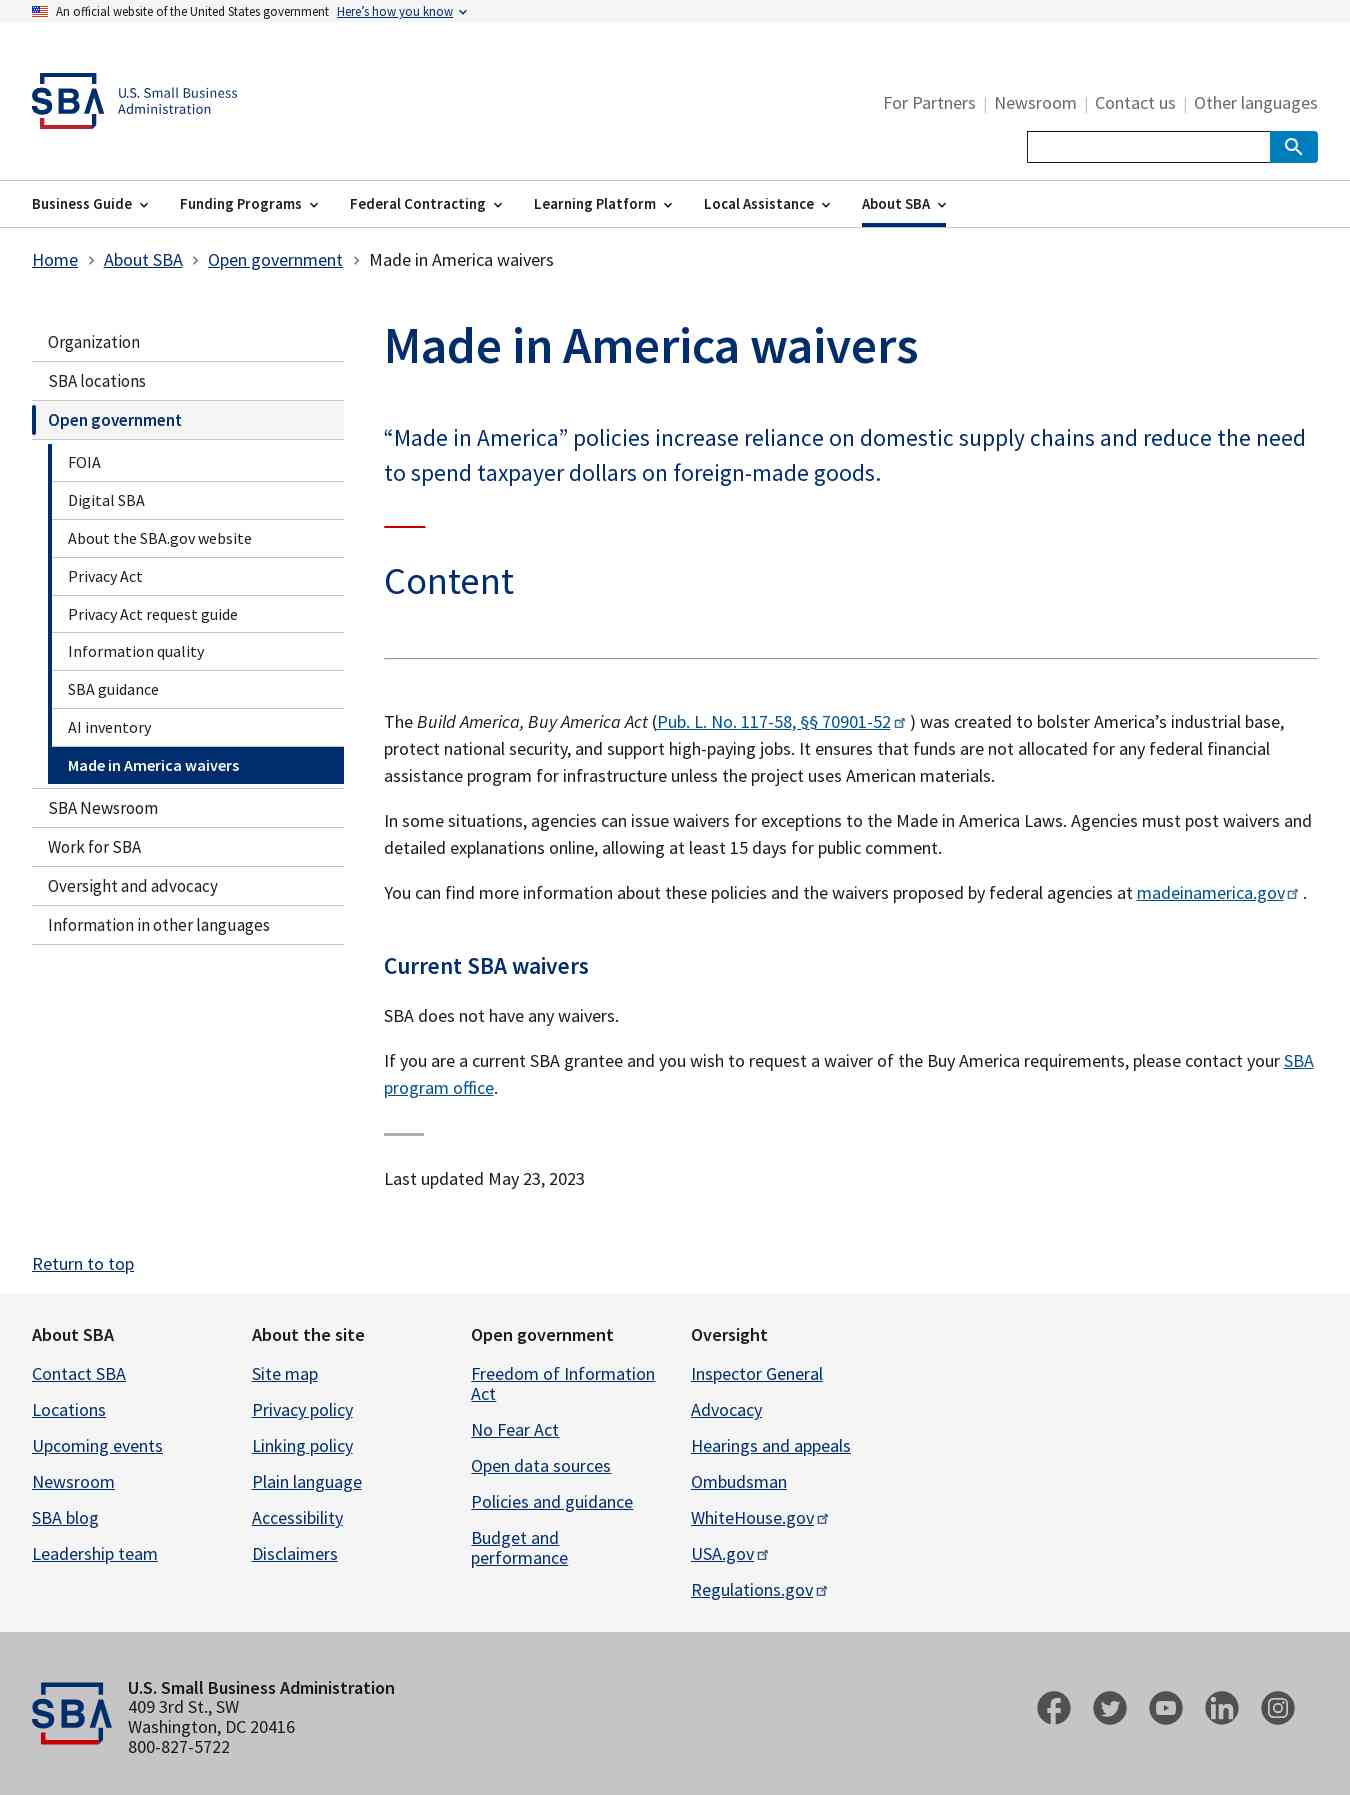 An official website of the United States government Here’s how you know
SBA U.S. Small Business
Administration
For Partners | Newsroom | Contact us | Other languages
Business Guide Funding Programs Federal Contracting Learning Platform Local Assistance About SBA
Home > About SBA > Open government > Made in America waivers
Organization
SBA locations
Open government
FOIA
Digital SBA
About the SBA.gov website
Privacy Act
Privacy Act request guide
Information quality
SBA guidance
AI inventory
Made in America waivers
SBA Newsroom
Work for SBA
Oversight and advocacy
Information in other languages
Made in America waivers
“Made in America” policies increase reliance on domestic supply chains and reduce the need
to spend taxpayer dollars on foreign-made goods.
Content
The Build America, Buy America Act (Pub. L. No. 117-58, §§ 70901-52 ) was created to bolster America’s industrial base,
protect national security, and support high-paying jobs. It ensures that funds are not allocated for any federal financial
assistance program for infrastructure unless the project uses American materials.
In some situations, agencies can issue waivers for exceptions to the Made in America Laws. Agencies must post waivers and
detailed explanations online, allowing at least 15 days for public comment.
You can find more information about these policies and the waivers proposed by federal agencies at madeinamerica.gov .
Current SBA waivers
SBA does not have any waivers.
If you are a current SBA grantee and you wish to request a waiver of the Buy America requirements, please contact your SBA
program office.
Last updated May 23, 2023
Return to top
About SBA
Contact SBA
Locations
Upcoming events
Newsroom
SBA blog
Leadership team
About the site
Site map
Privacy policy
Linking policy
Plain language
Accessibility
Disclaimers
Open government
Freedom of Information
Act
No Fear Act
Open data sources
Policies and guidance
Budget and
performance
Oversight
Inspector General
Advocacy
Hearings and appeals
Ombudsman
WhiteHouse.gov
USA.gov
Regulations.gov
SBA
U.S. Small Business Administration
409 3rd St., SW
Washington, DC 20416
800-827-5722